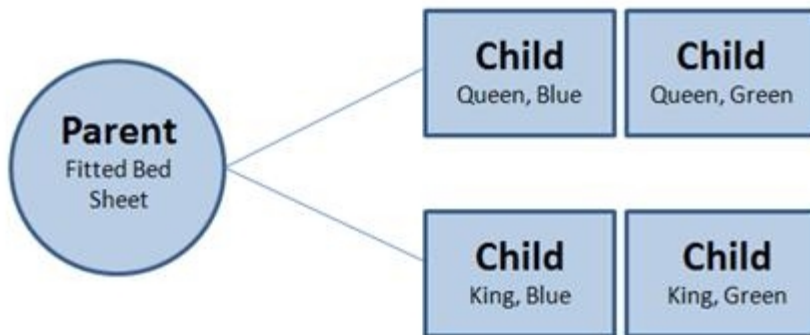 Parent
Fitted Bed
Sheet
Child
Queen, Blue
Child
Queen, Green
Child
King, Blue
Child
King, Green